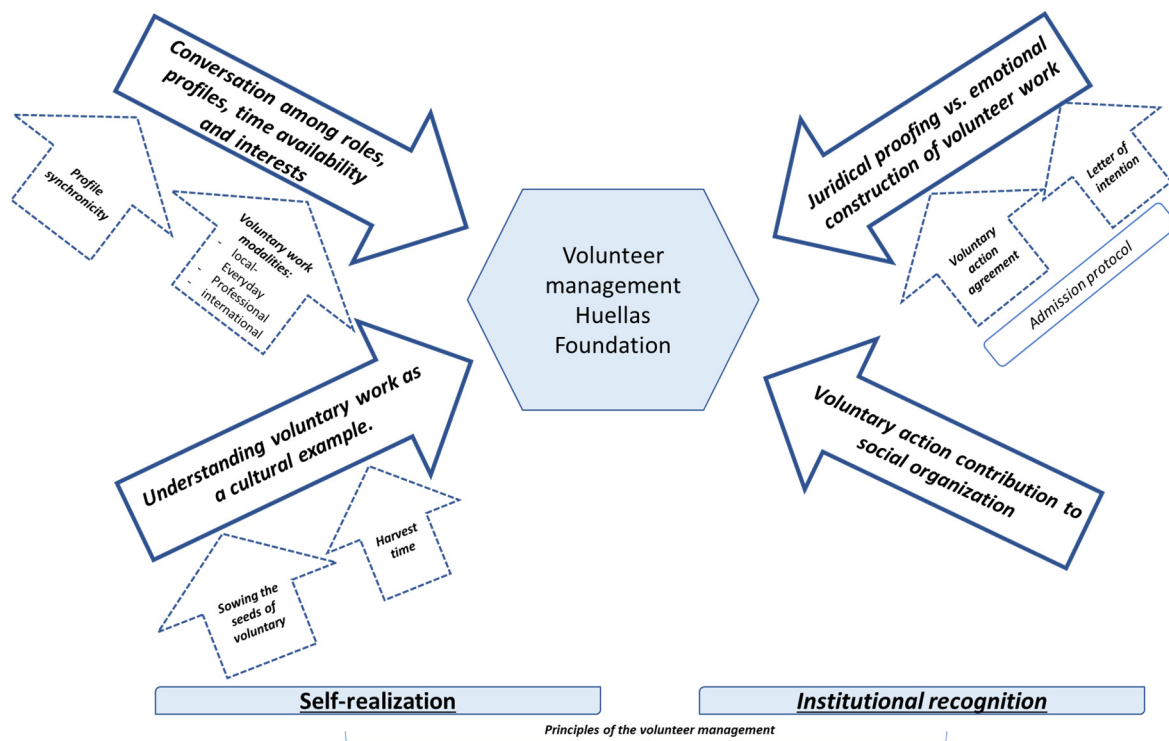 Conversation among roles,
profiles, time availability
and interests
Profile
synchronicity
Voluntary work
modalities:
- local-
- Everyday
- Professional
- international
Understanding voluntary work as
a cultural example.
Sowing the
seeds of
voluntary
Harvest
time
Volunteer
management
Huellas
Foundation
Juridical proofing vs. emotional
construction of volunteer work
Letter of
intention
Voluntary
action
agreement
Admission protocol
Voluntary action contribution to
social organization
Self-realization
Institutional recognition
Principles of the volunteer management